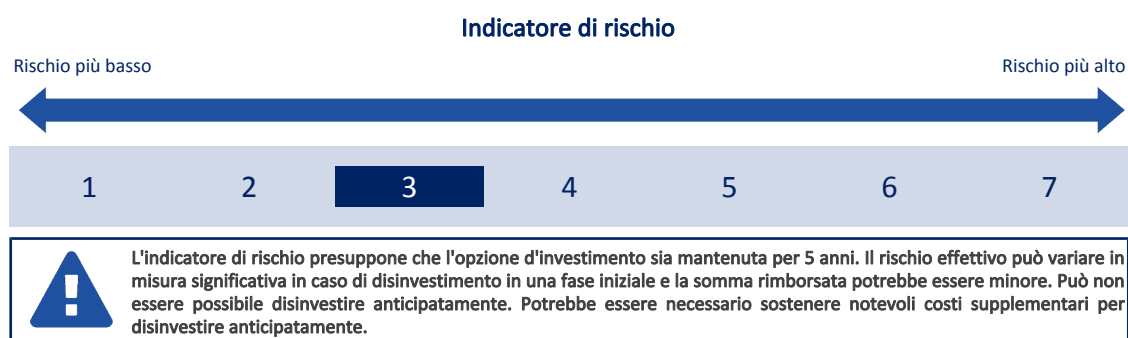 Indicatore di rischio
Rischio più basso
Rischio più alto
1 2 3 4 5 6 7
L'indicatore di rischio presuppone che l'opzione d'investimento sia mantenuta per 5 anni. Il rischio effettivo può variare in
misura significativa in caso di disinvestimento in una fase iniziale e la somma rimborsata potrebbe essere minore. Può non
essere possibile disinvestire anticipatamente. Potrebbe essere necessario sostenere notevoli costi supplementari per
disinvestire anticipatamente.